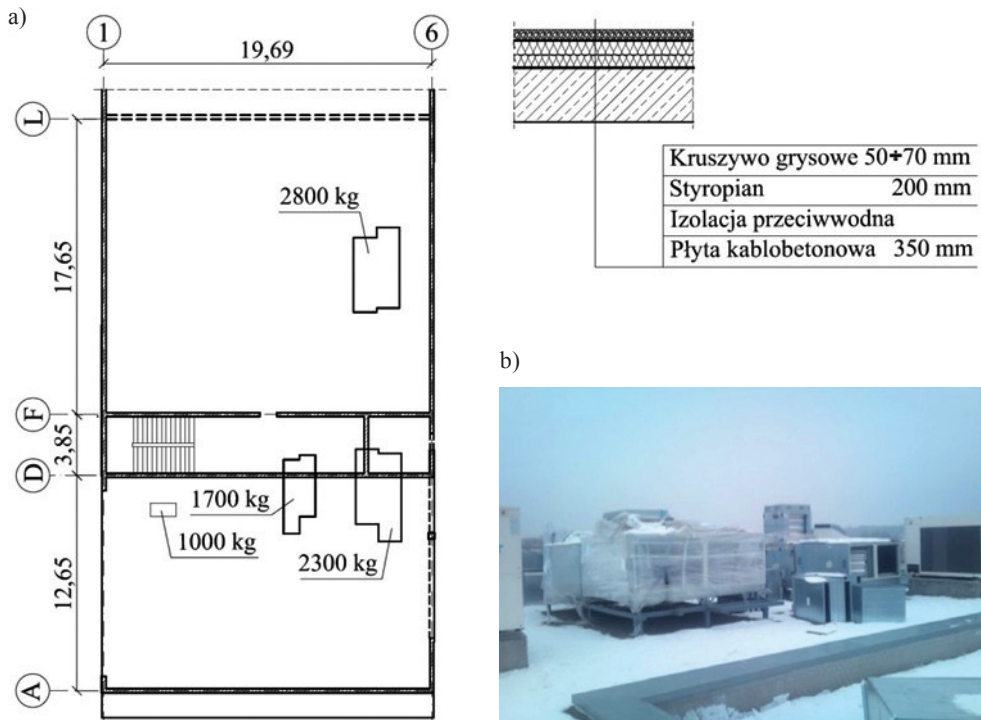 a)
1
6
19,69
L
2800 kg
17,65
F
3,85
D
1700 kg
1000 kg
2300 kg
12,65
A
Kruszywo grysowe 50÷70 mm
Styropian 200 mm
Izolacja przeciwwodna
Płyta kablobetonowa 350 mm
b)